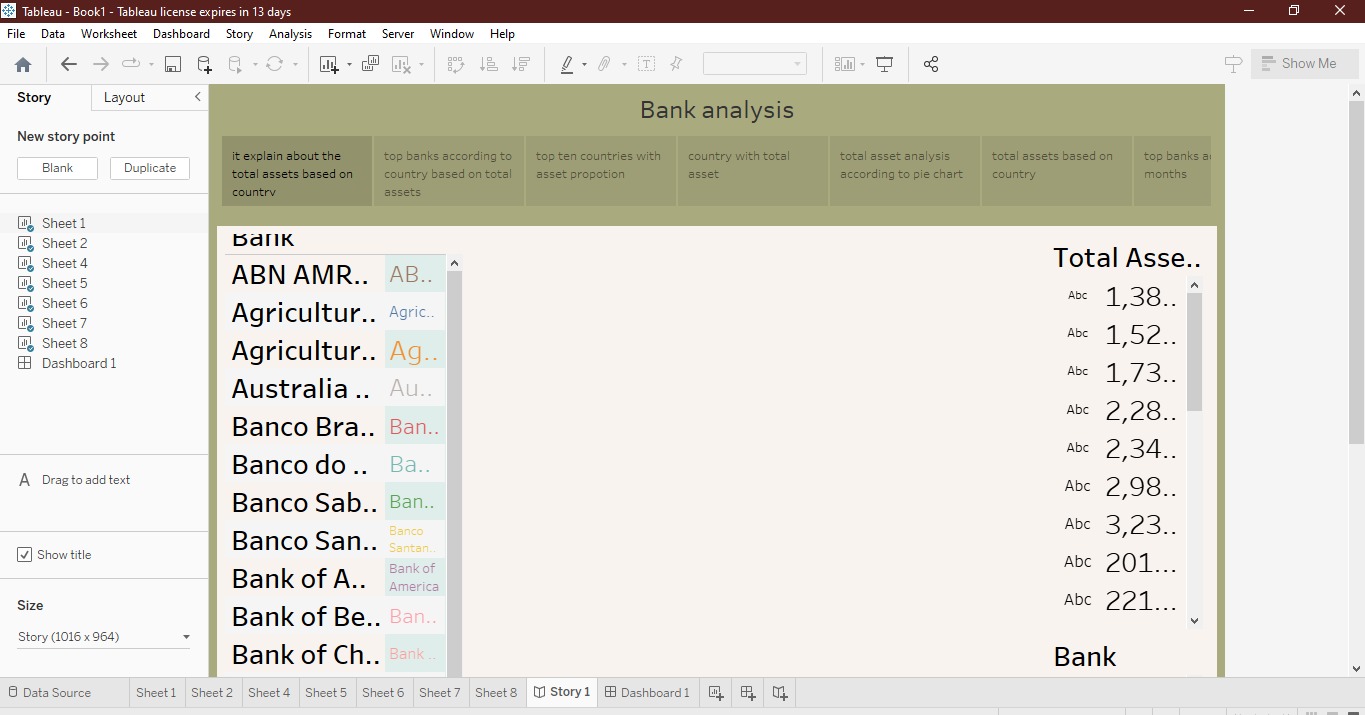 Tableau - Book1 - Tableau license expires in 13 days
File Data Worksheet Dashboard Story Analysis Format Server Window Help
Show Me
Story Layout
New story point
Blank Duplicate
Sheet 1
Sheet 2
Sheet 4
Sheet 5
Sheet 6
Sheet 7
Sheet 8
Dashboard 1
A Drag to add text
Show title
Size
Story (1016 x 964)
Bank analysis
it explain about the
total assets based on
country
top banks according to
country based on total
assets
top ten countries with
asset propotion
country with total
asset
total asset analysis
according to pie chart
total assets based on
country
top banks a
months
Bank
ABN AMR.. AB..
Agricultur.. Agric..
Agricultur.. Ag..
Australia .. Au..
Banco Bra.. Ban..
Banco do .. Ba..
Banco Sab.. Ban..
Banco San.. Banco
Santan..
Bank of A.. Bank of
America
Bank of Be.. Ban..
Bank of Ch.. Bank ..
Total Asse..
Abc 1,38..
Abc 1,52..
Abc 1,73..
Abc 2,28..
Abc 2,34..
Abc 2,98..
Abc 3,23..
Abc 201...
Abc 221...
Bank
Data Source Sheet 1 Sheet 2 Sheet 4 Sheet 5 Sheet 6 Sheet 7 Sheet 8 Story 1 Dashboard 1